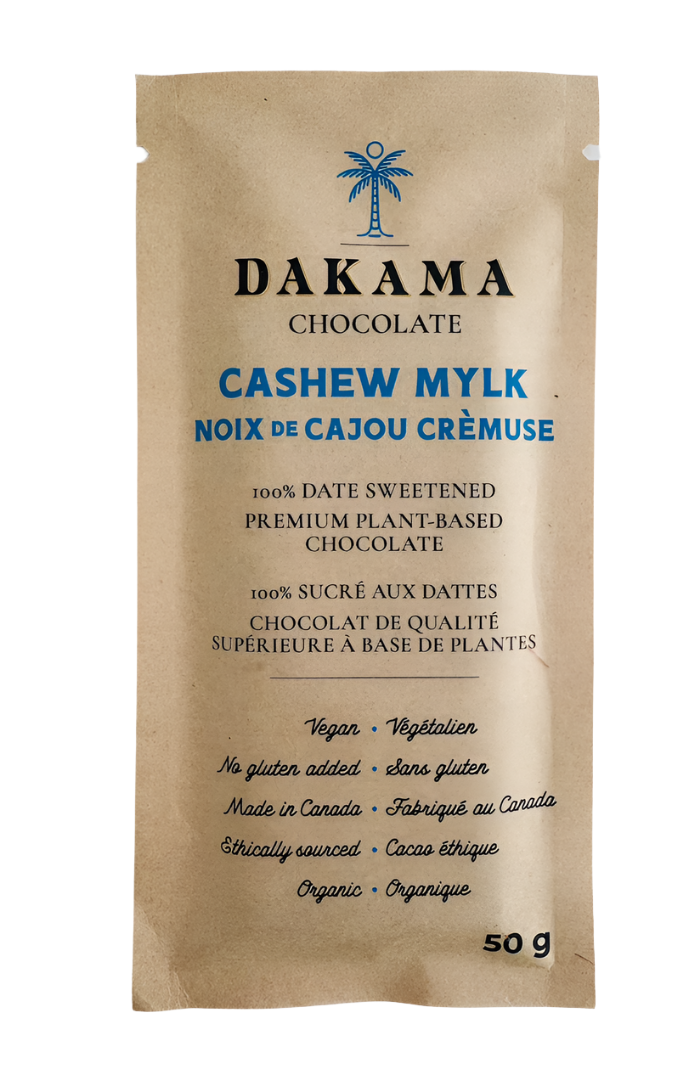 DAKAMA
CHOCOLATE
CASHEW MYLK
NOIX DE CAJOU CRÈMUSE
100% DATE SWEETENED
PREMIUM PLANT-BASED
CHOCOLATE
100% SUCRÉ AUX DATTES
CHOCOLAT DE QUALITÉ
SUPÉRIEURE À BASE DE PLANTES
Vegan • Végétalien
No gluten added • Sans gluten
Made in Canada • Fabriqué au Canada
Ethically sourced • Cacao éthique
Organic • Organique
50 g